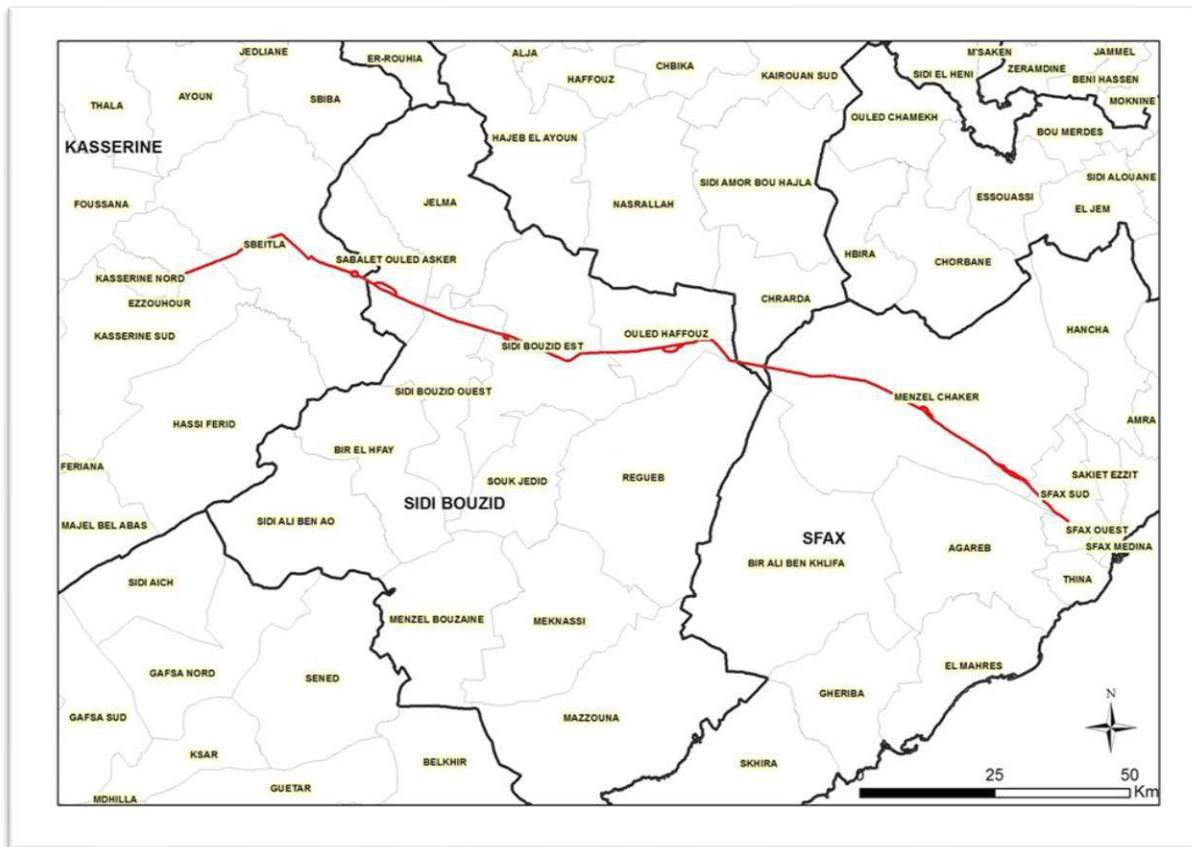 JEDLIANE
ER-ROUHIA
ALJA
CHBIKA
HAFFOUZ
KAIROUAN SUD
M'SAKEN
SIDI EL HENI
ZERAMDINE
JAMMEL
BENI HASSEN
MOKNINE
THALA
AYOUN
SBIBA
OULED CHAMEKH
BOU MERDES
KASSERINE
HAJEB EL AYOUN
SIDI AMOR BOU HAJLA
SIDI ALOUANE
FOUSSANA
JELMA
NASRALLAH
ESSOUASSI
EL JEM
SBEITLA
SABALET OULED ASKER
HBIRA
CHORBANE
KASSERINE NORD
EZZOUHOUR
CHRARDA
KASSERINE SUD
SIDI BOUZID EST
OULED HAFFOUZ
HANCHA
SIDI BOUZID OUEST
MENZEL CHAKER
HASSI FERID
AMRA
BIR EL HFAY
FERIANA
SOUK JEDID
REGUEB
SAKIET EZZIT
SIDI BOUZID
SFAX SUD
MAJEL BEL ABAS
SIDI ALI BEN AO
SFAX OUEST
SFAX
AGAREB
SFAX MEDINA
BIR ALI BEN KHLIFA
THINA
SIDI AICH
MENZEL BOUZAINE
MEKNASSI
GAFSA NORD
SENED
EL MAHRES
GHERIBA
N
GAFSA SUD
MAZZOUNA
KSAR
BELKHIR
SKHIRA
GUETAR
MDHILLA
0 25 50
Km